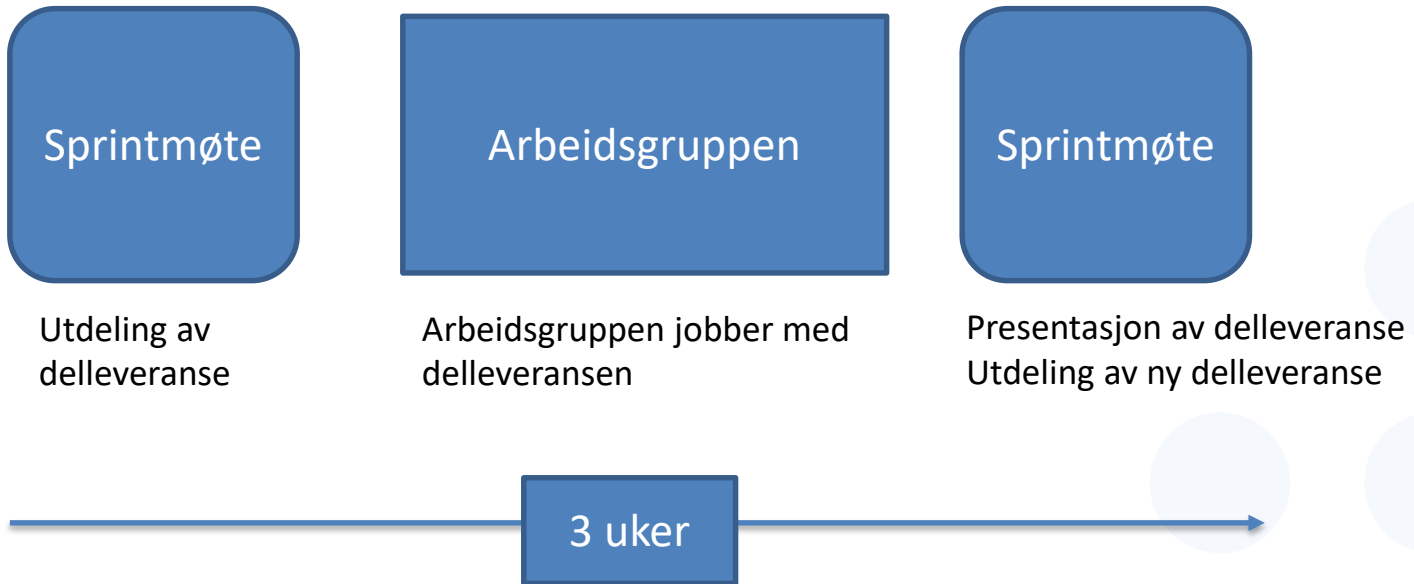 Sprintmøte
Arbeidsgruppen
Sprintmøte
Utdeling av
delleveranse
Arbeidsgruppen jobber med
delleveransen
Presentasjon av delleveranse
Utdeling av ny delleveranse
3 uker